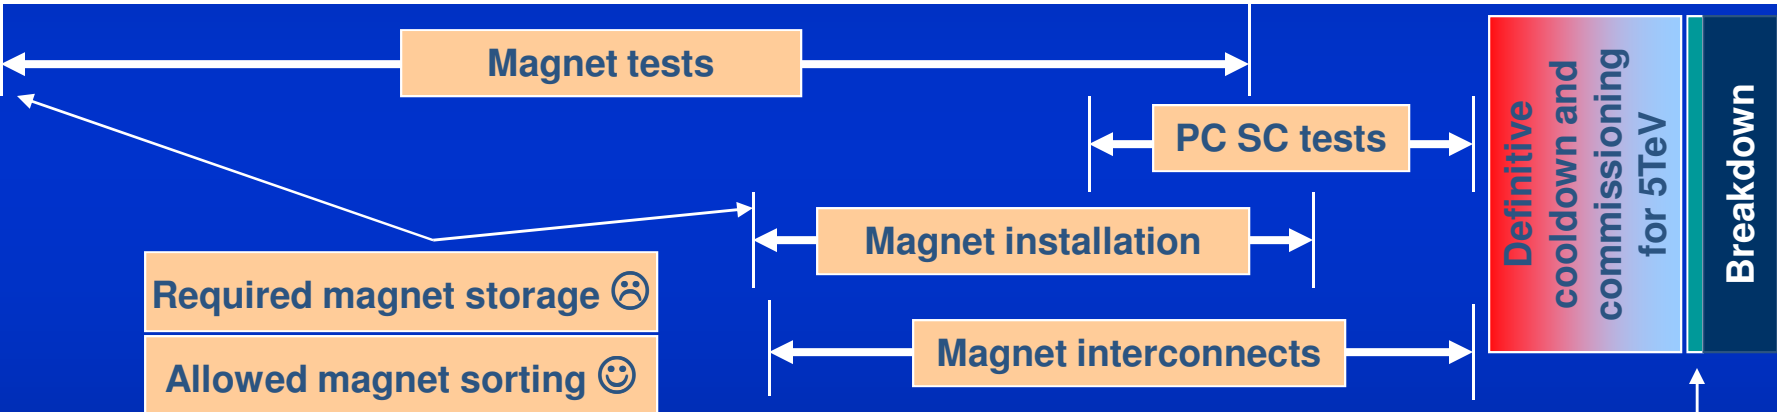 Magnet tests
PC SC tests
Magnet installation
Required magnet storage ☹
Magnet interconnects
Allowed magnet sorting ☺
Definitive
cooldown and
commissioning
for 5TeV
Breakdown